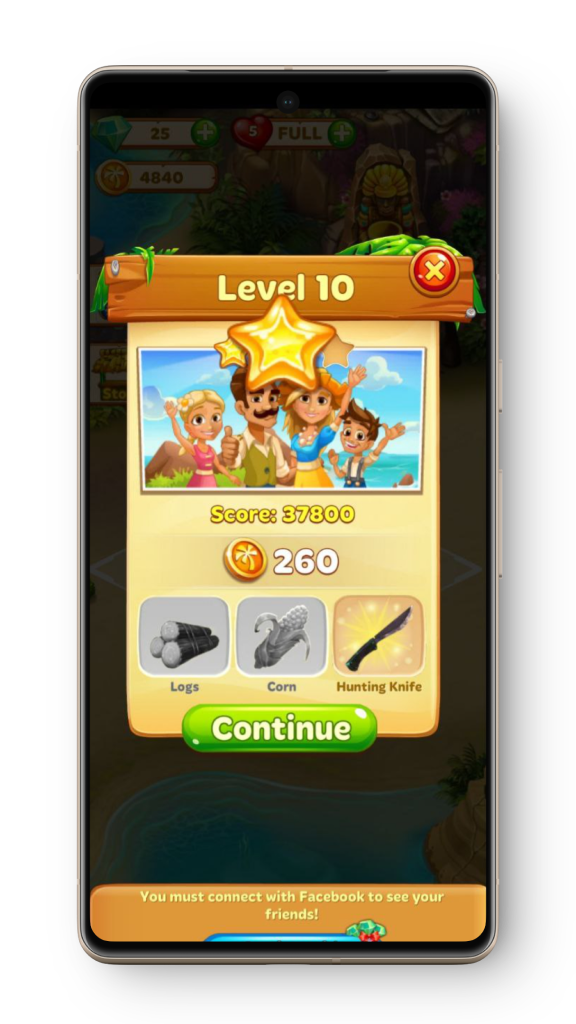 25
5 FULL
4840
Level 10
Sto
Score: 37800
260
Logs
Corn
Hunting Knife
Continue
You must connect with Facebook to see your
friends!